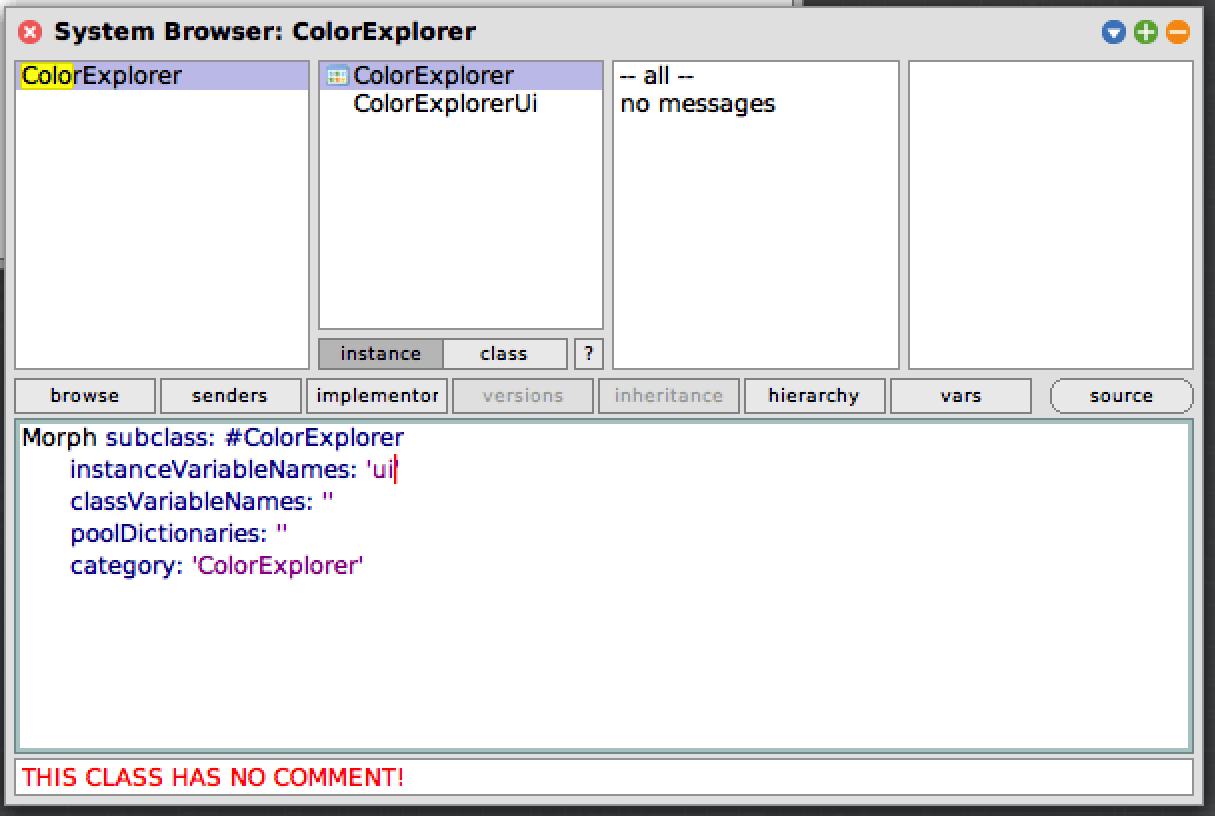 System Browser: ColorExplorer
ColorExplorer
ColorExplorer
ColorExplorerUi
-- all --
no messages
instance
class
?
browse
senders
implementor
versions
inheritance
hierarchy
vars
source
Morph subclass: #ColorExplorer
instanceVariableNames: 'ui'
classVariableNames: ''
poolDictionaries: ''
category: 'ColorExplorer'
THIS CLASS HAS NO COMMENT!